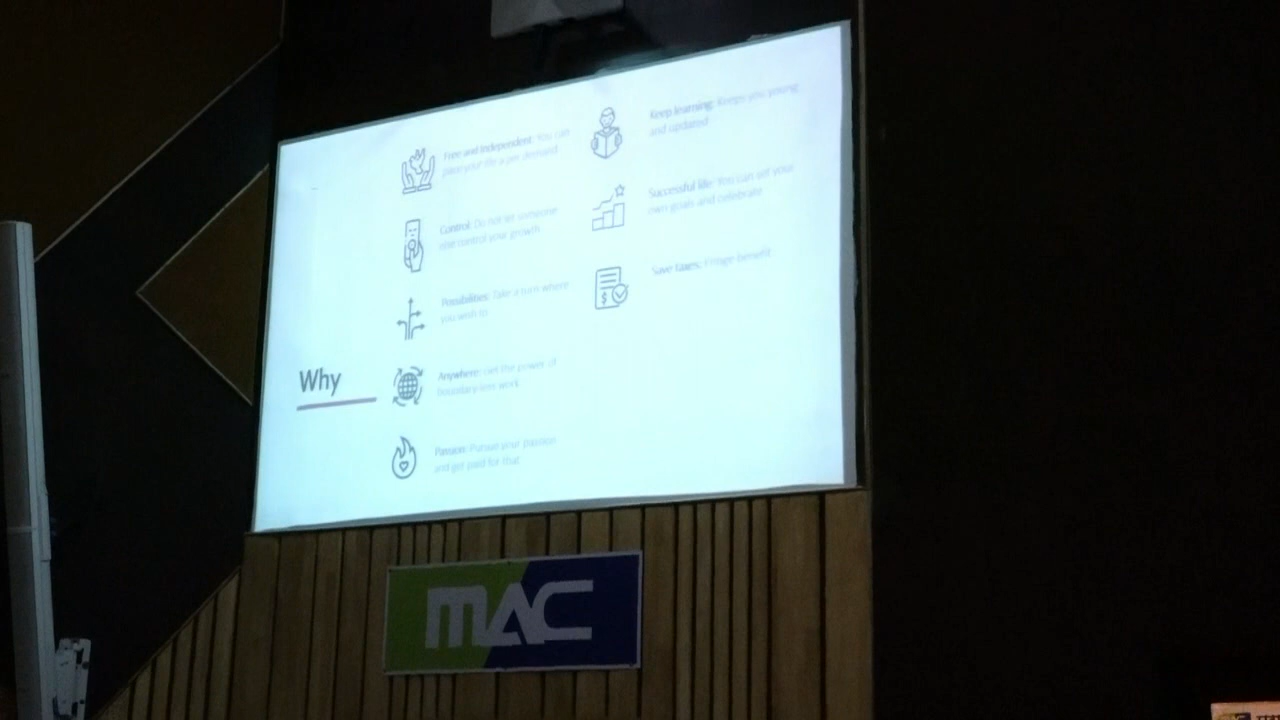 Why
Free and Independent: You can
pace your life a per demand
Control: Do not let someone
else control your growth
Possibilities: Take a turn where
you wish to
Anywhere: Get the power of
boundary-less work
Passion: Pursue your passion
and get paid for that
Keep learning: Keeps you young
and updated
Successful life: You can set your
own goals and celebrate
Save taxes: benefit
MAC